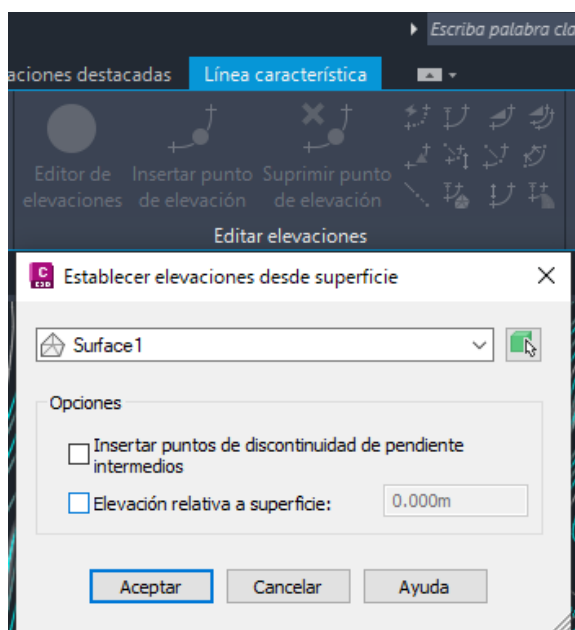 Escriba palabra cla
aciones destacadas Línea característica
Editor de Insertar punto Suprimir punto
elevaciones de elevación de elevación
Editar elevaciones
C
C3D
Establecer elevaciones desde superficie
Surface1
Opciones
Insertar puntos de discontinuidad de pendiente
intermedios
Elevación relativa a superficie: 0.000m
Aceptar Cancelar Ayuda